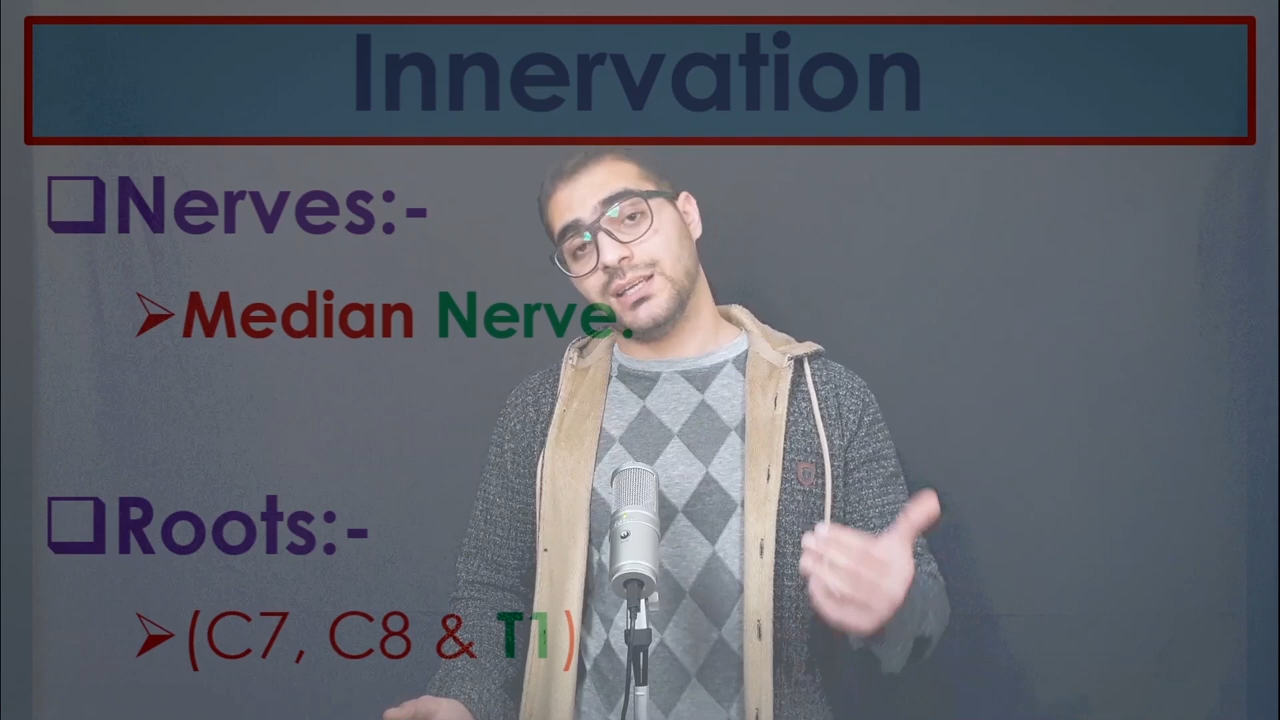 Innervation
Nerves:-
Median Nerve.
Roots:-
(C7, C8 & T1)